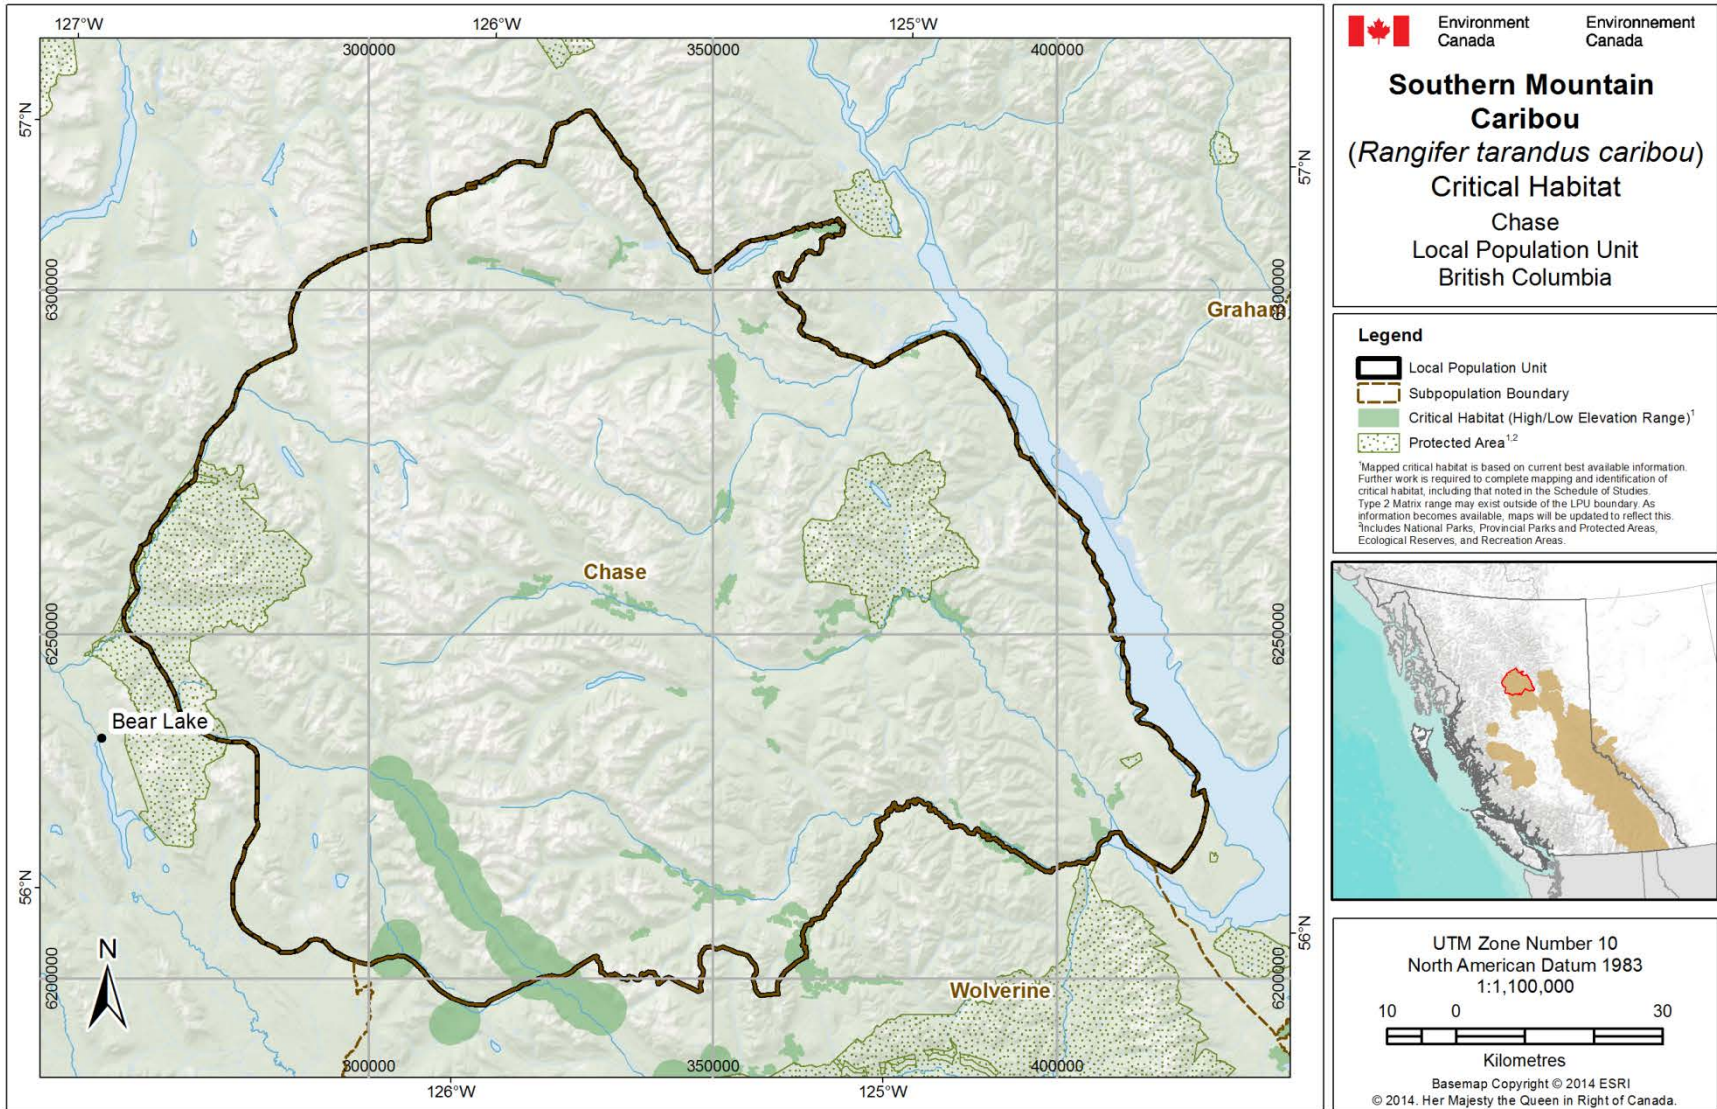 127°W
126°W
125°W
300000
350000
400000
57°N
57°N
6300000
6300000
Graham
Chase
6250000
6250000
Bear Lake
56°N
56°N
N
6200000
6200000
Wolverine
300000
350000
400000
126°W
125°W
Environment Canada
Environnement Canada
Southern Mountain
Caribou
(Rangifer tarandus caribou)
Critical Habitat
Chase
Local Population Unit
British Columbia
Legend
Local Population Unit
Subpopulation Boundary
Critical Habitat (High/Low Elevation Range)¹
Protected Area¹,²
¹Mapped critical habitat is based on current best available information.
Further work is required to complete mapping and identification of
critical habitat, including that noted in the Schedule of Studies.
Type 2 Matrix range may exist outside of the LPU boundary. As
information becomes available, maps will be updated to reflect this.
²Includes National Parks, Provincial Parks and Protected Areas,
Ecological Reserves, and Recreation Areas.
UTM Zone Number 10
North American Datum 1983
1:1,100,000
10 0 30
Kilometres
Basemap Copyright © 2014 ESRI
© 2014. Her Majesty the Queen in Right of Canada.